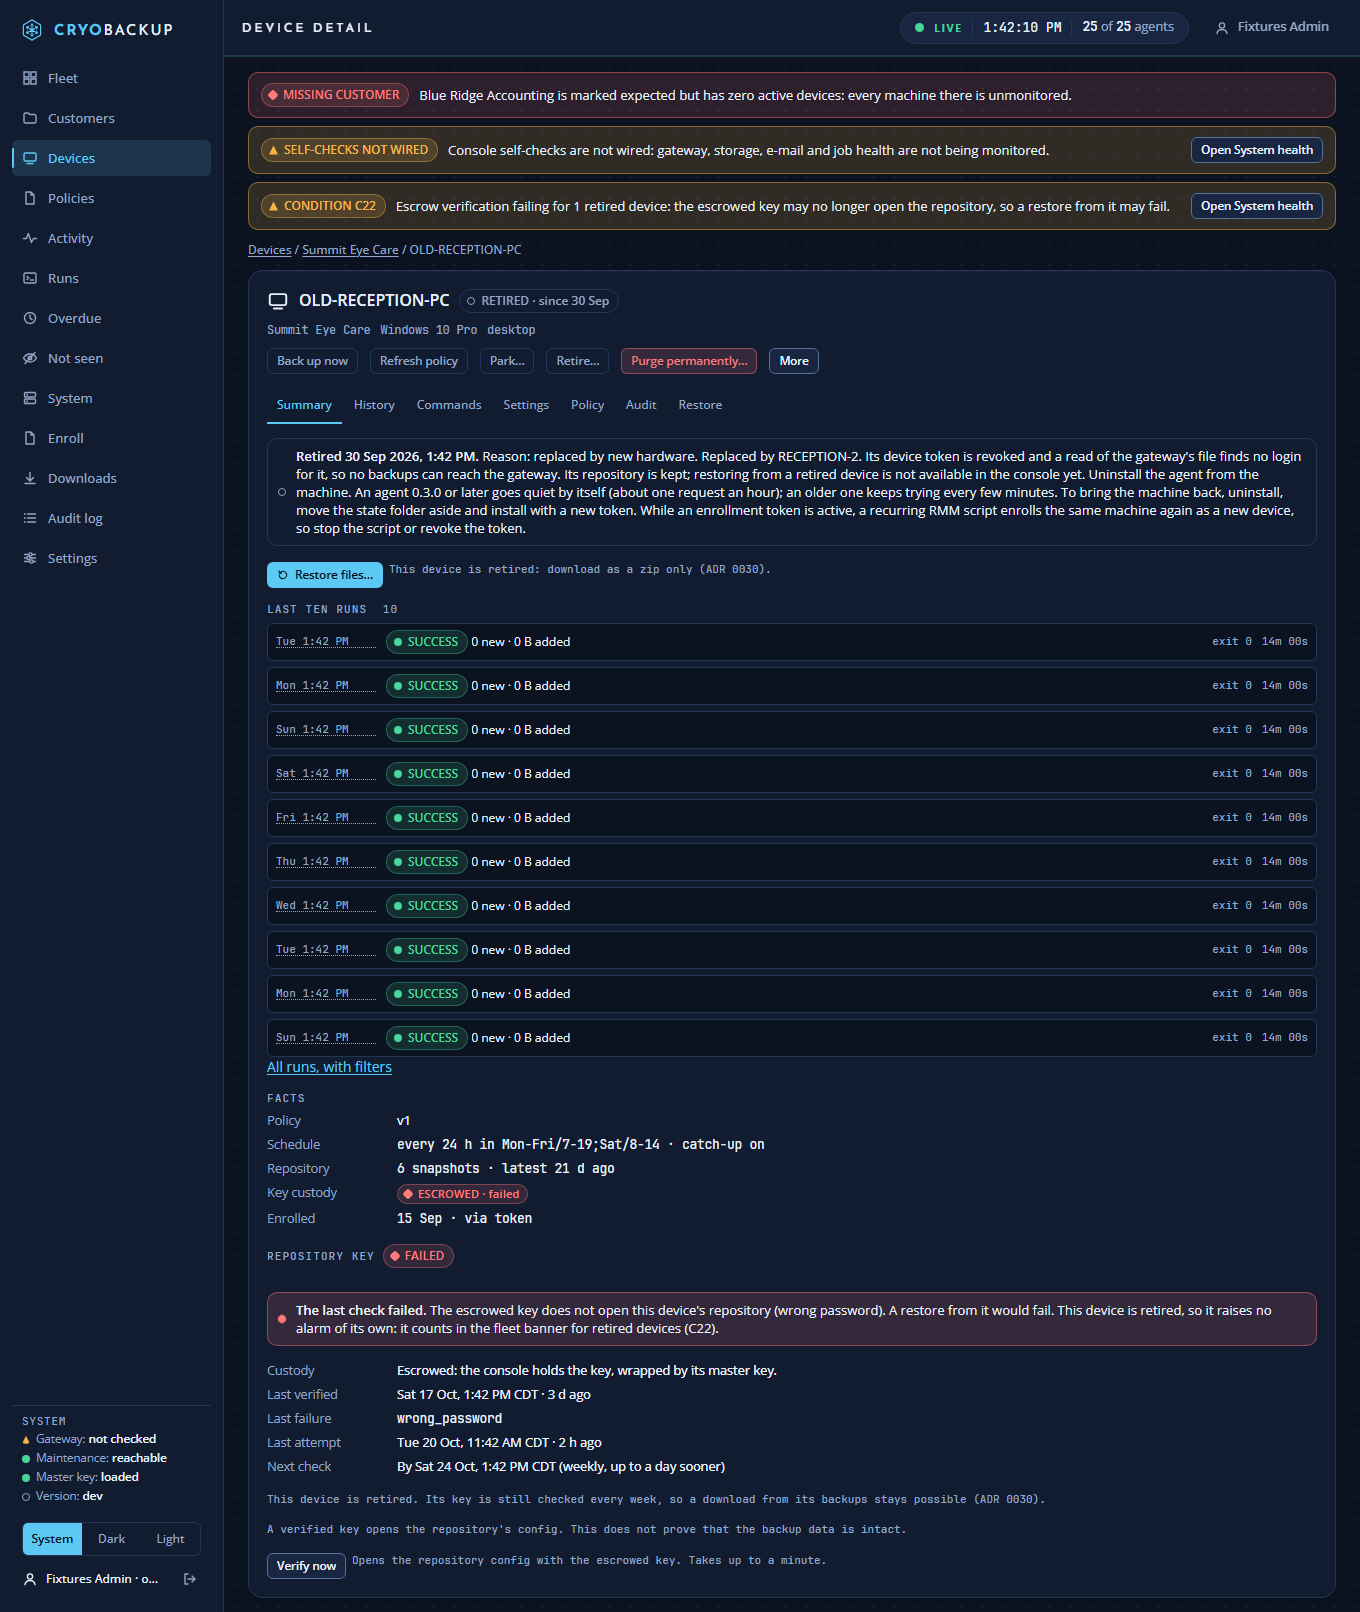 CRYOBACKUP
DEVICE DETAIL
LIVE 1:42:10 PM 25 of 25 agents
Fixtures Admin
Fleet
Customers
Devices
Policies
Activity
Runs
Overdue
Not seen
System
Enroll
Downloads
Audit log
Settings
MISSING CUSTOMER Blue Ridge Accounting is marked expected but has zero active devices: every machine there is unmonitored.
SELF-CHECKS NOT WIRED Console self-checks are not wired: gateway, storage, e-mail and job health are not being monitored. Open System health
CONDITION C22 Escrow verification failing for 1 retired device: the escrowed key may no longer open the repository, so a restore from it may fail. Open System health
Devices / Summit Eye Care / OLD-RECEPTION-PC
OLD-RECEPTION-PC RETIRED · since 30 Sep
Summit Eye Care Windows 10 Pro desktop
Back up now Refresh policy Park... Retire... Purge permanently... More
Summary History Commands Settings Policy Audit Restore
Retired 30 Sep 2026, 1:42 PM. Reason: replaced by new hardware. Replaced by RECEPTION-2. Its device token is revoked and a read of the gateway's file finds no login
for it, so no backups can reach the gateway. Its repository is kept; restoring from a retired device is not available in the console yet. Uninstall the agent from the
machine. An agent 0.3.0 or later goes quiet by itself (about one request an hour); an older one keeps trying every few minutes. To bring the machine back, uninstall,
move the state folder aside and install with a new token. While an enrollment token is active, a recurring RMM script enrolls the same machine again as a new device,
so stop the script or revoke the token.
Restore files... This device is retired: download as a zip only (ADR 0030).
LAST TEN RUNS 10
Tue 1:42 PM SUCCESS 0 new · 0 B added exit 0 14m 00s
Mon 1:42 PM SUCCESS 0 new · 0 B added exit 0 14m 00s
Sun 1:42 PM SUCCESS 0 new · 0 B added exit 0 14m 00s
Sat 1:42 PM SUCCESS 0 new · 0 B added exit 0 14m 00s
Fri 1:42 PM SUCCESS 0 new · 0 B added exit 0 14m 00s
Thu 1:42 PM SUCCESS 0 new · 0 B added exit 0 14m 00s
Wed 1:42 PM SUCCESS 0 new · 0 B added exit 0 14m 00s
Tue 1:42 PM SUCCESS 0 new · 0 B added exit 0 14m 00s
Mon 1:42 PM SUCCESS 0 new · 0 B added exit 0 14m 00s
Sun 1:42 PM SUCCESS 0 new · 0 B added exit 0 14m 00s
All runs, with filters
FACTS
Policy v1
Schedule every 24 h in Mon-Fri/7-19;Sat/8-14 · catch-up on
Repository 6 snapshots · latest 21 d ago
Key custody ESCROWED · failed
Enrolled 15 Sep · via token
REPOSITORY KEY FAILED
The last check failed. The escrowed key does not open this device's repository (wrong password). A restore from it would fail. This device is retired, so it raises no
alarm of its own: it counts in the fleet banner for retired devices (C22).
Custody Escrowed: the console holds the key, wrapped by its master key.
Last verified Sat 17 Oct, 1:42 PM CDT · 3 d ago
Last failure wrong_password
Last attempt Tue 20 Oct, 11:42 AM CDT · 2 h ago
Next check By Sat 24 Oct, 1:42 PM CDT (weekly, up to a day sooner)
This device is retired. Its key is still checked every week, so a download from its backups stays possible (ADR 0030).
A verified key opens the repository's config. This does not prove that the backup data is intact.
Verify now Opens the repository config with the escrowed key. Takes up to a minute.
SYSTEM
Gateway: not checked
Maintenance: reachable
Master key: loaded
Version: dev
System Dark Light
Fixtures Admin · o...